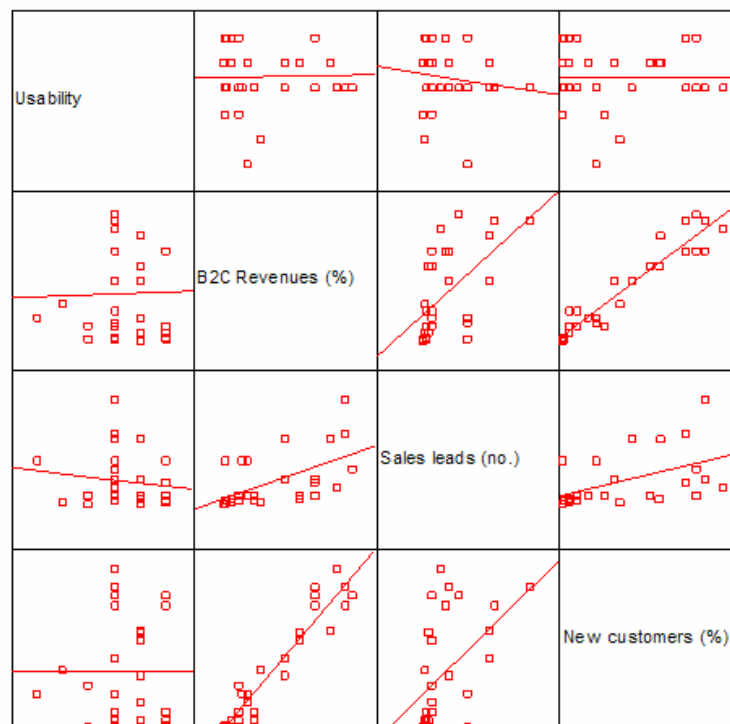 Usability
B2C Revenues (%)
Sales leads (no.)
New customers (%)